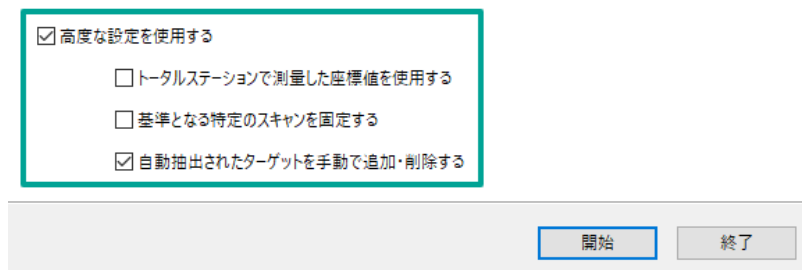 高度な設定を使用する
トータルステーションで測量した座標値を使用する
基準となる特定のスキャンを固定する
自動抽出されたターゲットを手動で追加・削除する
開始
終了